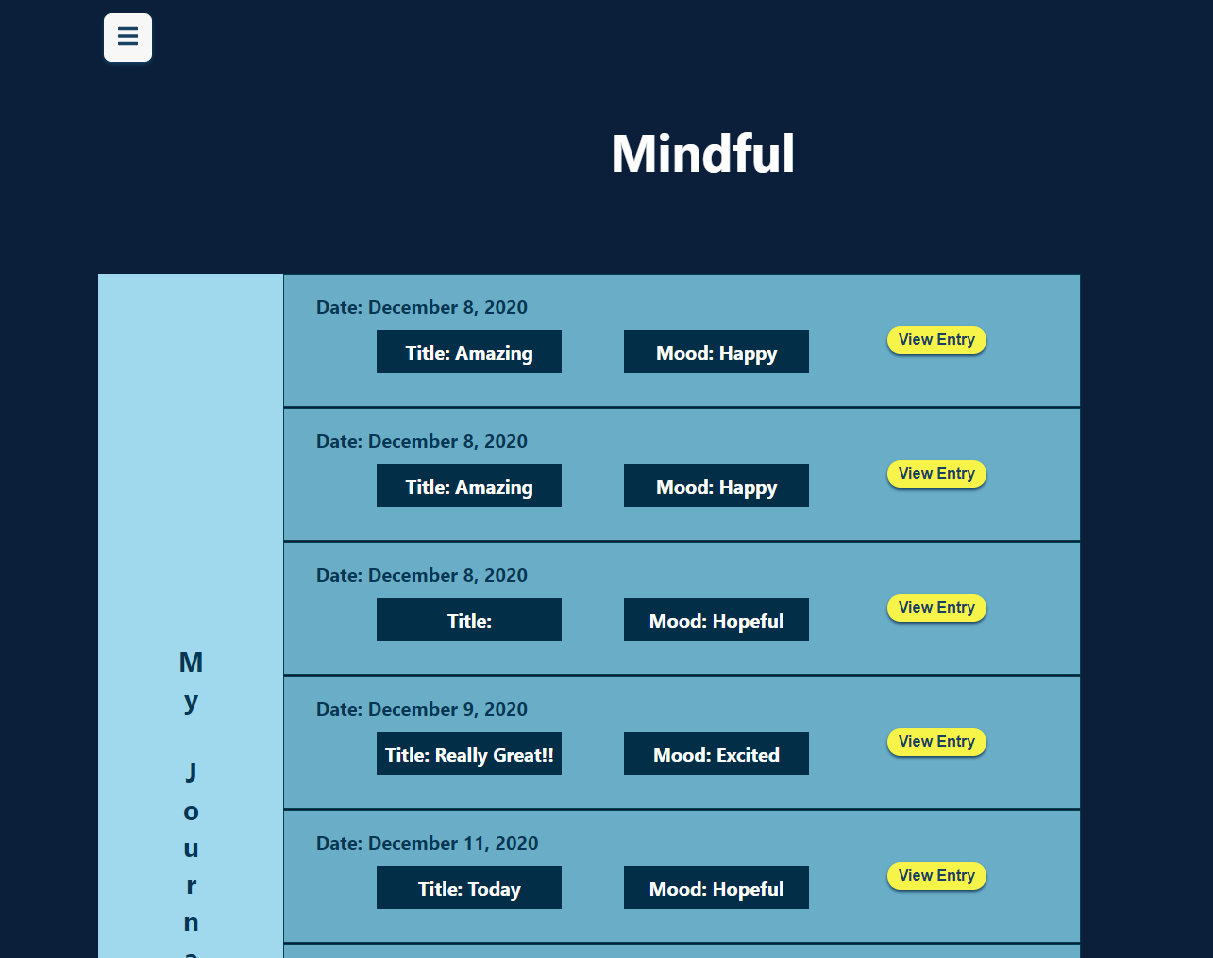 Mindful
Date: December 8, 2020
Title: Amazing
Mood: Happy
View Entry
Date: December 8, 2020
Title: Amazing
Mood: Happy
View Entry
Date: December 8, 2020
Title:
Mood: Hopeful
View Entry
Date: December 9, 2020
Title: Really Great!!
Mood: Excited
View Entry
Date: December 11, 2020
Title: Today
Mood: Hopeful
View Entry
M
y
J
o
u
r
n